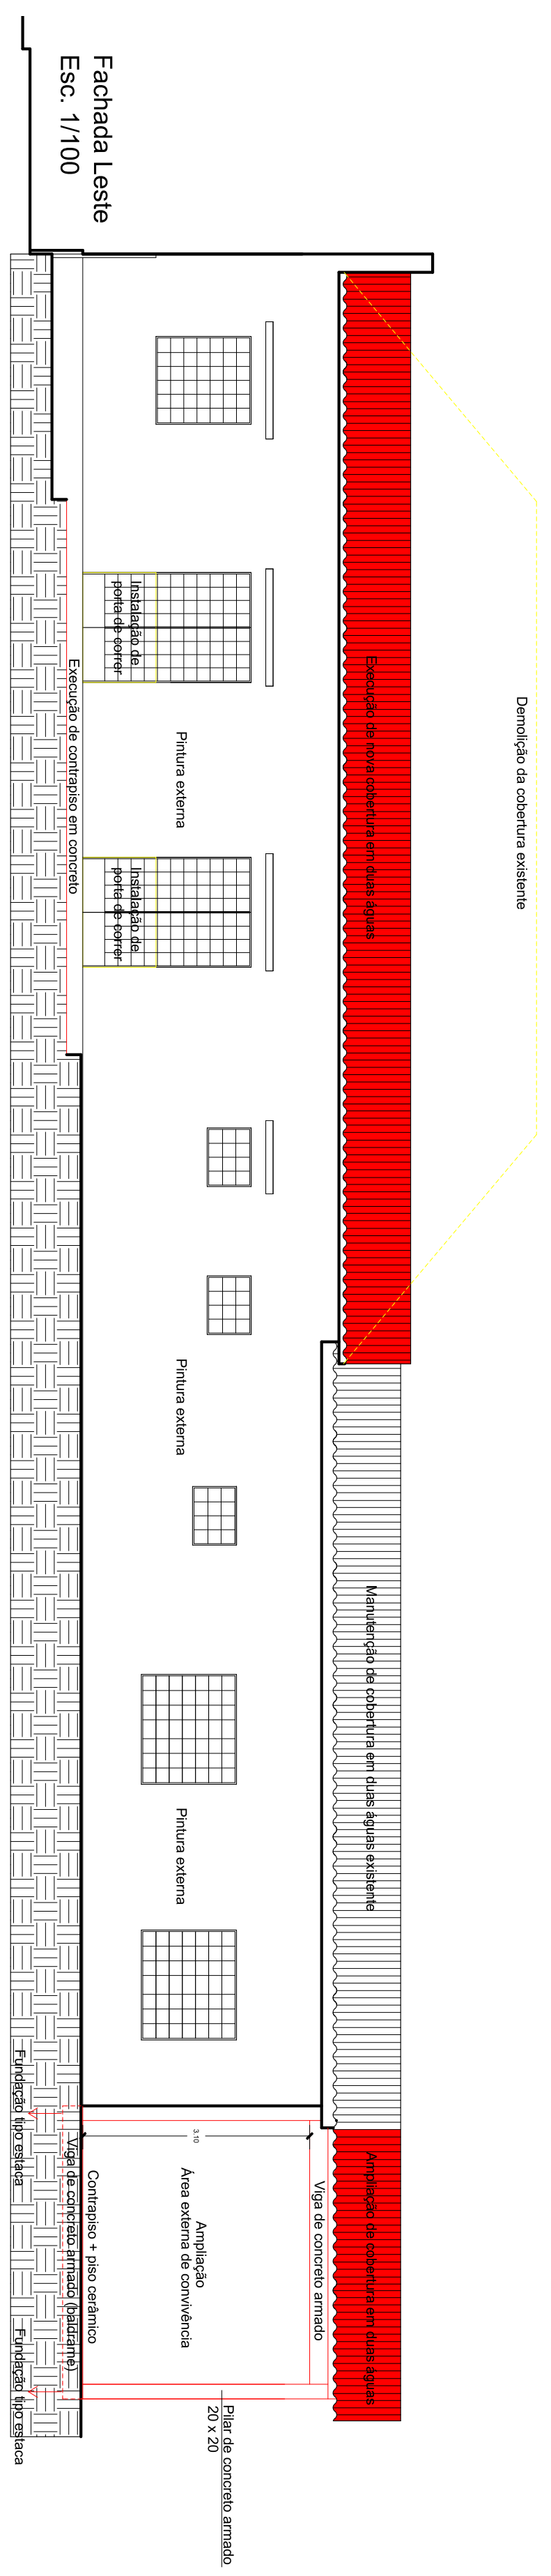 Fachada Leste
Esc. 1/100
Demolição da cobertura existente
Execução de nova cobertura em duas águas
Manutenção de cobertura em duas águas existente
Ampliação de cobertura em duas águas
Instalação de
porta de correr
Pintura externa
Instalação de
porta de correr
Pintura externa
Pintura externa
Viga de concreto armado
3.10
Ampliação
Área externa de convivência
Pilar de concreto armado
20 x 20
Execução de contrapiso em concreto
Contrapiso + piso cerâmico
Viga de concreto armado (baldrame)
Fundação tipo estaca
Fundação tipo estaca